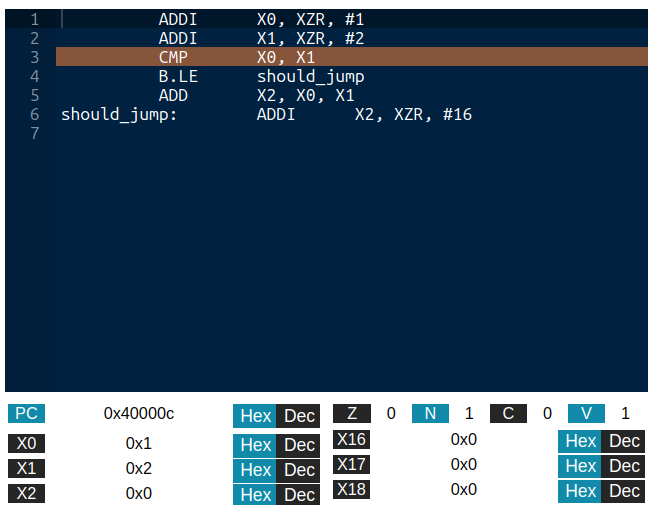 1 ADDI X0, XZR, #1
2 ADDI X1, XZR, #2
3 CMP X0, X1
4 B.LE should_jump
5 ADD X2, X0, X1
6 should_jump: ADDI X2, XZR, #16
7
PC 0x40000c Hex Dec Z 0 N 1 C 0 V 1
X0 0x1 Hex Dec X16 0x0 Hex Dec
X1 0x2 Hex Dec X17 0x0 Hex Dec
X2 0x0 Hex Dec X18 0x0 Hex Dec